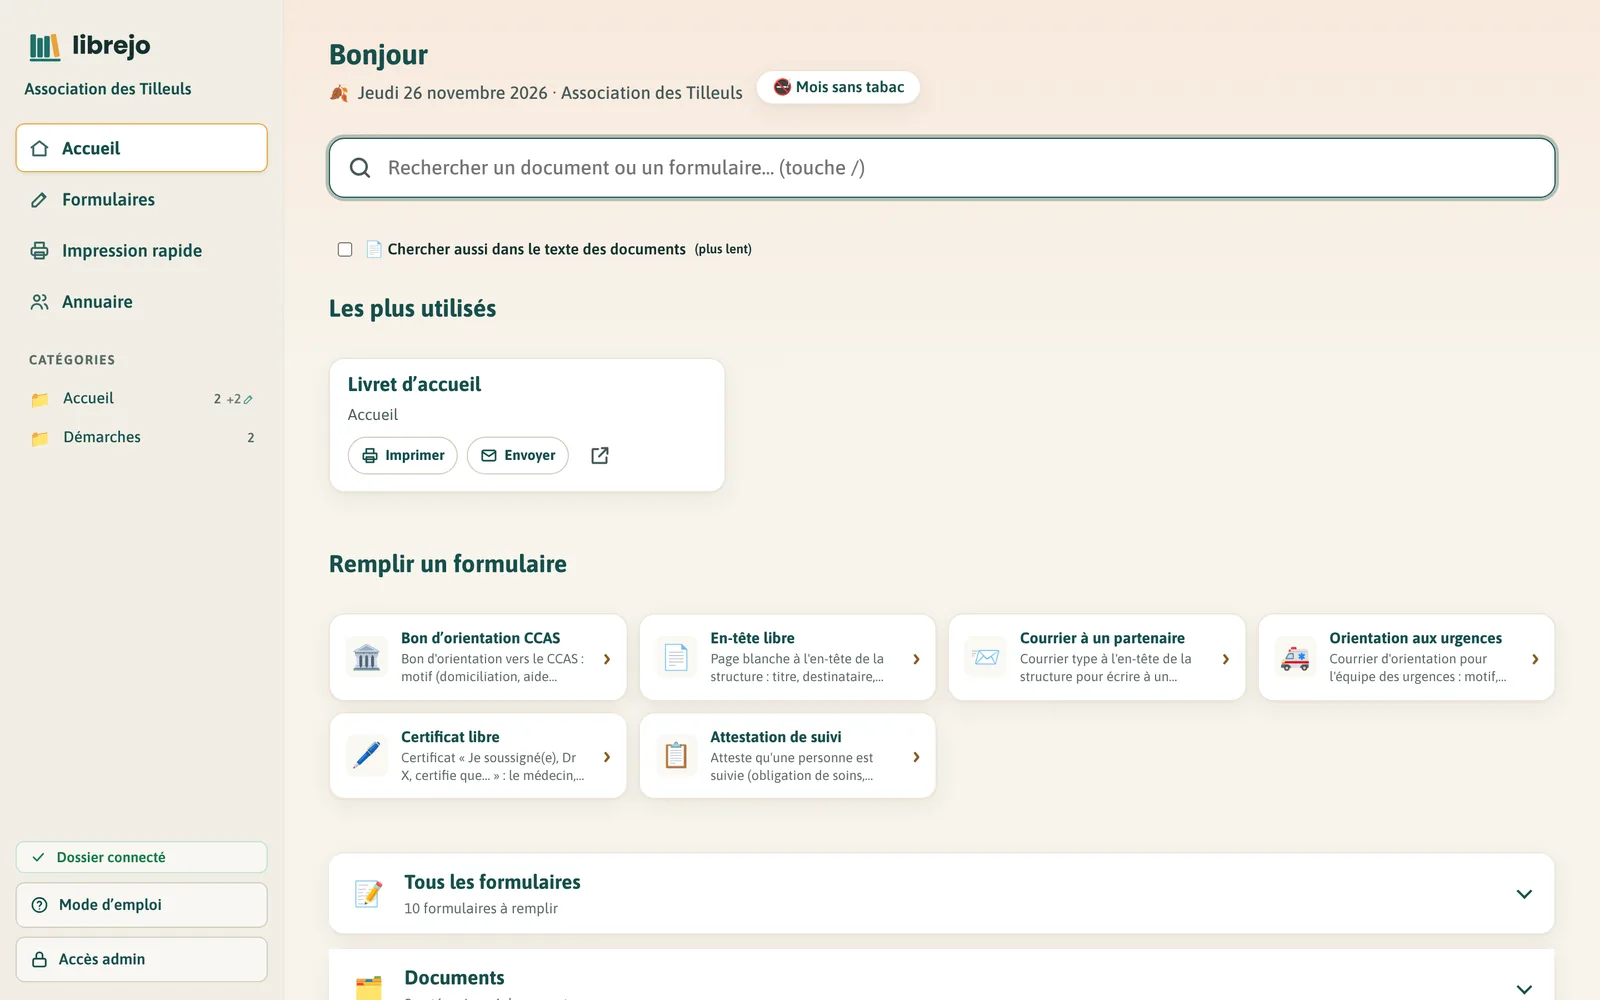 librejo
Association des Tilleuls
Accueil
Formulaires
Impression rapide
Annuaire
CATÉGORIES
Accueil 2 +2
Démarches 2
Dossier connecté
Mode d’emploi
Accès admin
Bonjour
Jeudi 26 novembre 2026 · Association des Tilleuls
Mois sans tabac
Rechercher un document ou un formulaire... (touche /)
Chercher aussi dans le texte des documents (plus lent)
Les plus utilisés
Livret d’accueil
Accueil
Imprimer
Envoyer
Remplir un formulaire
Bon d’orientation CCAS
Bon d'orientation vers le CCAS :
motif (domiciliation, aide...
En-tête libre
Page blanche à l'en-tête de la
structure : titre, destinataire,...
Courrier à un partenaire
Courrier type à l'en-tête de la
structure pour écrire à un...
Orientation aux urgences
Courrier d'orientation pour
l'équipe des urgences : motif,...
Certificat libre
Certificat « Je soussigné(e), Dr
X, certifie que... » : le médecin,...
Attestation de suivi
Atteste qu'une personne est
suivie (obligation de soins,...
Tous les formulaires
10 formulaires à remplir
Documents